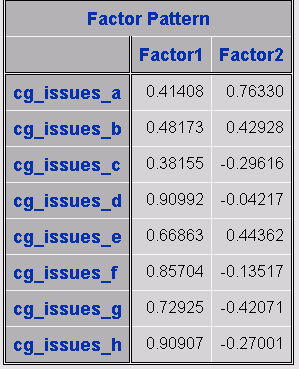 Factor Pattern
Factor1 Factor2
cg_issues_a 0.41408 0.76330
cg_issues_b 0.48173 0.42928
cg_issues_c 0.38155 -0.29616
cg_issues_d 0.90992 -0.04217
cg_issues_e 0.66863 0.44362
cg_issues_f 0.85704 -0.13517
cg_issues_g 0.72925 -0.42071
cg_issues_h 0.90907 -0.27001